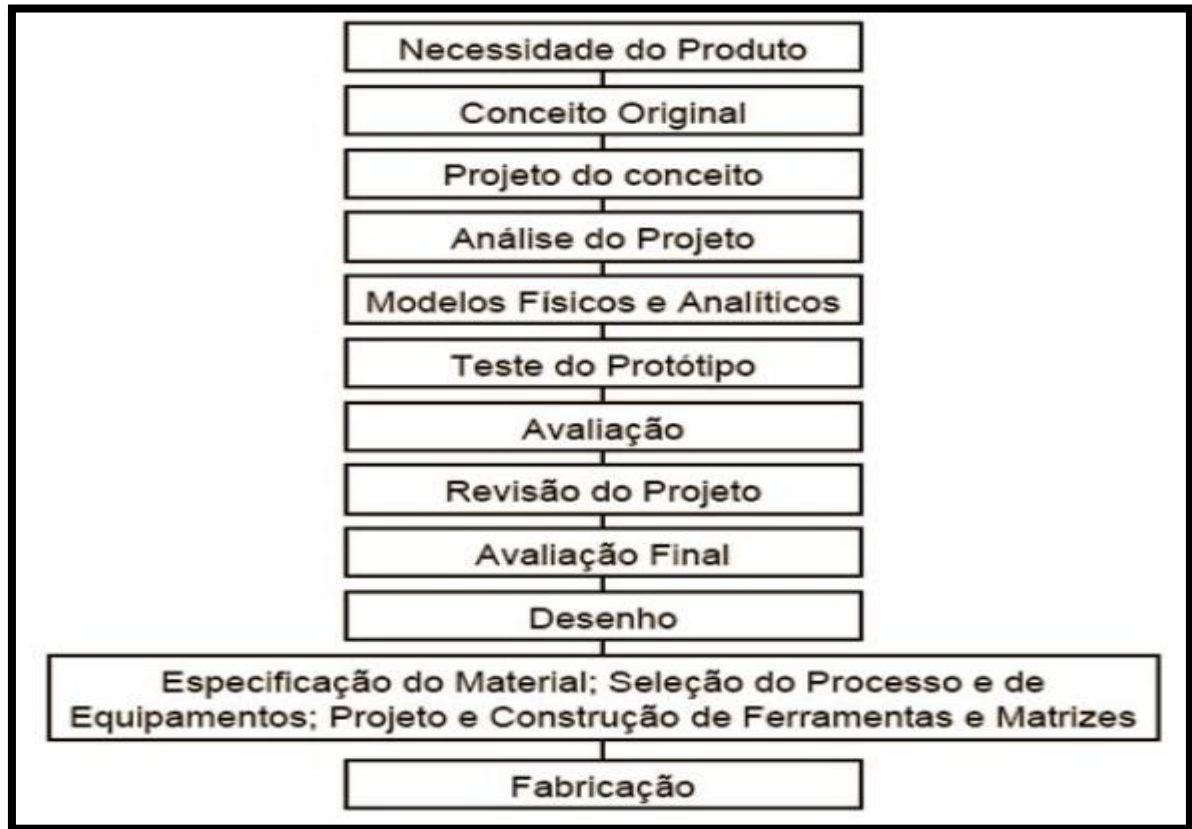 Necessidade do Produto
Conceito Original
Projeto do conceito
Análise do Projeto
Modelos Físicos e Analíticos
Teste do Protótipo
Avaliação
Revisão do Projeto
Avaliação Final
Desenho
Especificação do Material; Seleção do Processo e de
Equipamentos; Projeto e Construção de Ferramentas e Matrizes
Fabricação